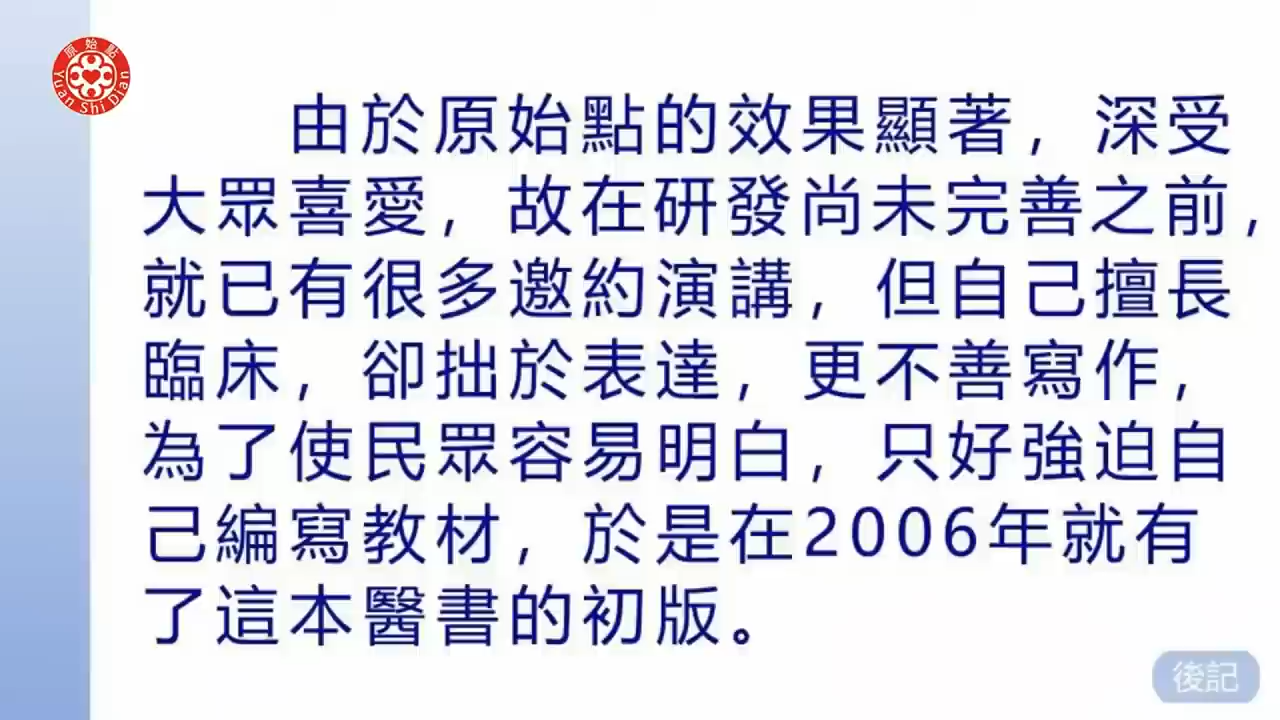 原始點
Yuan Shi Dian
由於原始點的效果顯著，深受
大眾喜愛，故在研發尚未完善之前，
就已有很多邀約演講，但自己擅長
臨床，卻拙於表達，更不善寫作，
為了使民眾容易明白，只好強迫自
己編寫教材，於是在2006年就有
了這本醫書的初版。
後記